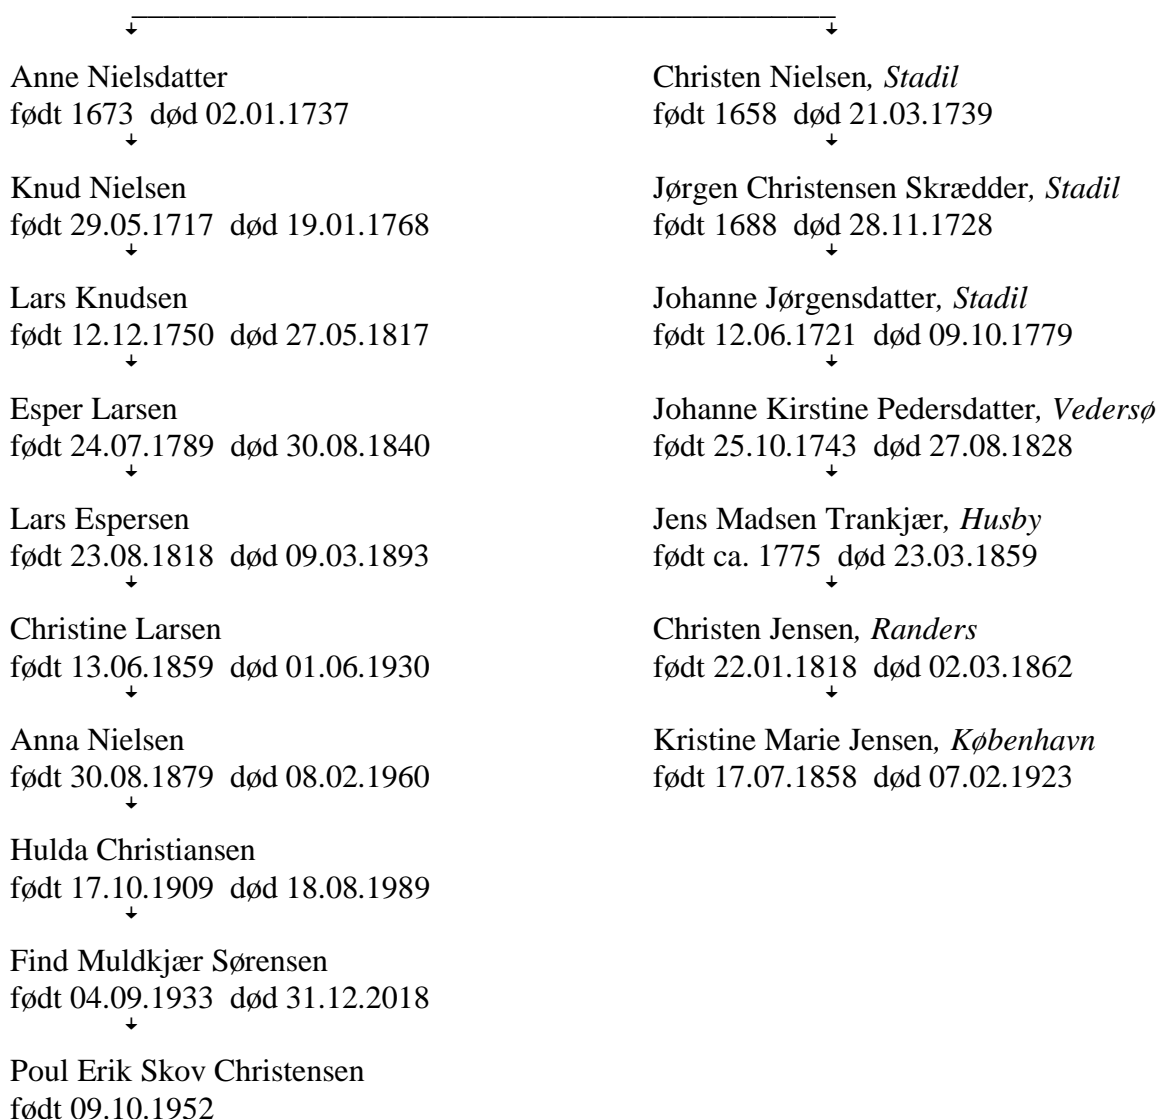 Anne Nielsdatter
født 1673 død 02.01.1737
Knud Nielsen
født 29.05.1717 død 19.01.1768
Lars Knudsen
født 12.12.1750 død 27.05.1817
Esper Larsen
født 24.07.1789 død 30.08.1840
Lars Espersen
født 23.08.1818 død 09.03.1893
Christine Larsen
født 13.06.1859 død 01.06.1930
Anna Nielsen
født 30.08.1879 død 08.02.1960
Hulda Christiansen
født 17.10.1909 død 18.08.1989
Find Muldkjær Sørensen
født 04.09.1933 død 31.12.2018
Poul Erik Skov Christensen
født 09.10.1952
Christen Nielsen, Stadil
født 1658 død 21.03.1739
Jørgen Christensen Skrædder, Stadil
født 1688 død 28.11.1728
Johanne Jørgensdatter, Stadil
født 12.06.1721 død 09.10.1779
Johanne Kirstine Pedersdatter, Vedersø
født 25.10.1743 død 27.08.1828
Jens Madsen Trankjær, Husby
født ca. 1775 død 23.03.1859
Christen Jensen, Randers
født 22.01.1818 død 02.03.1862
Kristine Marie Jensen, København
født 17.07.1858 død 07.02.1923